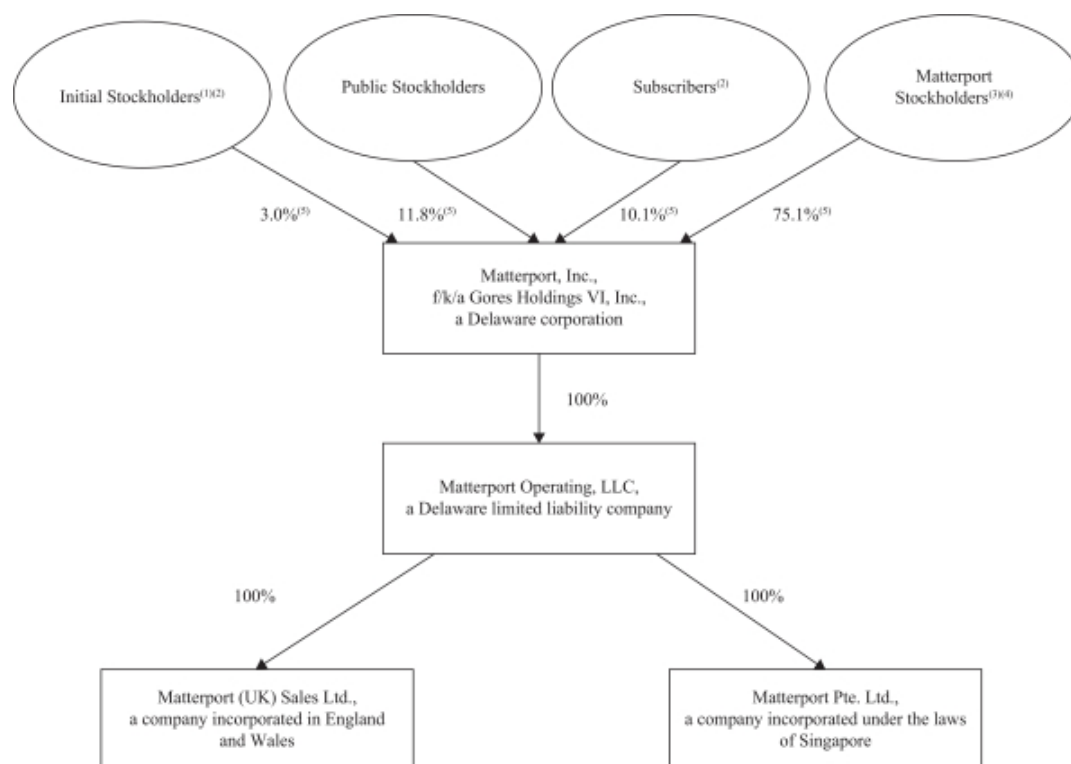 Initial Stockholders(1)(2)
Public Stockholders
Subscribers(2)
Matterport
Stockholders(3)(4)
3.0%(5)
11.8%(5)
10.1%(5)
75.1%(5)
Matterport, Inc.,
f/k/a Gores Holdings VI, Inc.,
a Delaware corporation
100%
Matterport Operating, LLC,
a Delaware limited liability company
100%
100%
Matterport (UK) Sales Ltd.,
a company incorporated in England
and Wales
Matterport Pte. Ltd.,
a company incorporated under the laws
of Singapore